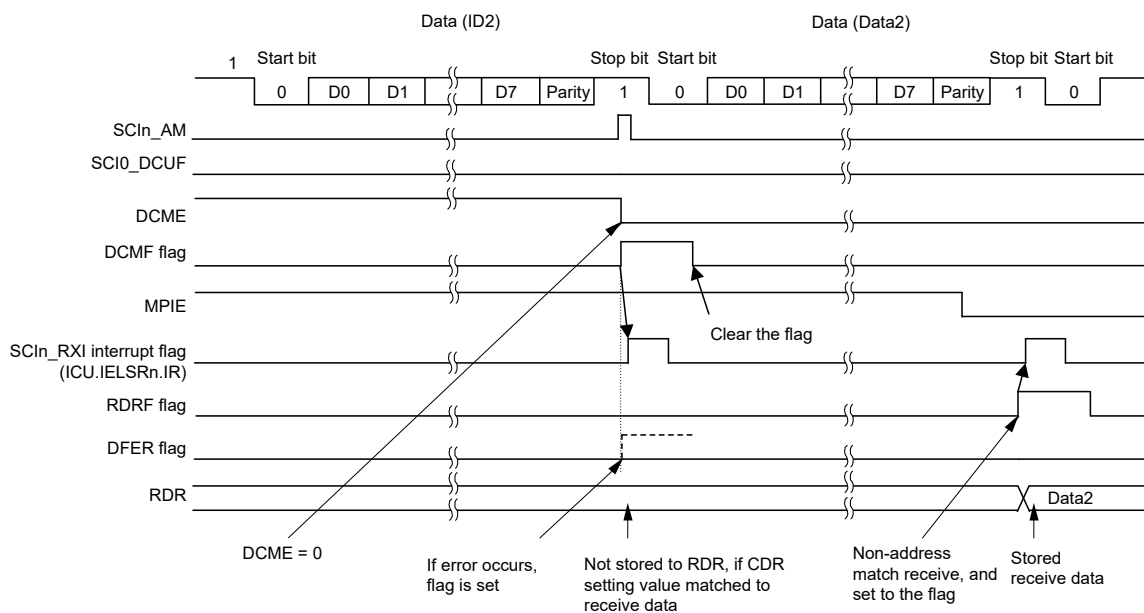 Data (ID2) Data (Data2)
1 Start bit Stop bit Start bit Stop bit Start bit
0 D0 D1 D7 Parity 1 0 D0 D1 D7 Parity 1 0
SCIn_AM
SCI0_DCUF
DCME
DCMF flag
MPIE
Clear the flag
SCIn_RXI interrupt flag
(ICU.IELSRn.IR)
RDRF flag
DFER flag
RDR Data2
DCME = 0
If error occurs,
flag is set
Not stored to RDR, if CDR
setting value matched to
receive data
Non-address
match receive, and
set to the flag
Stored
receive data